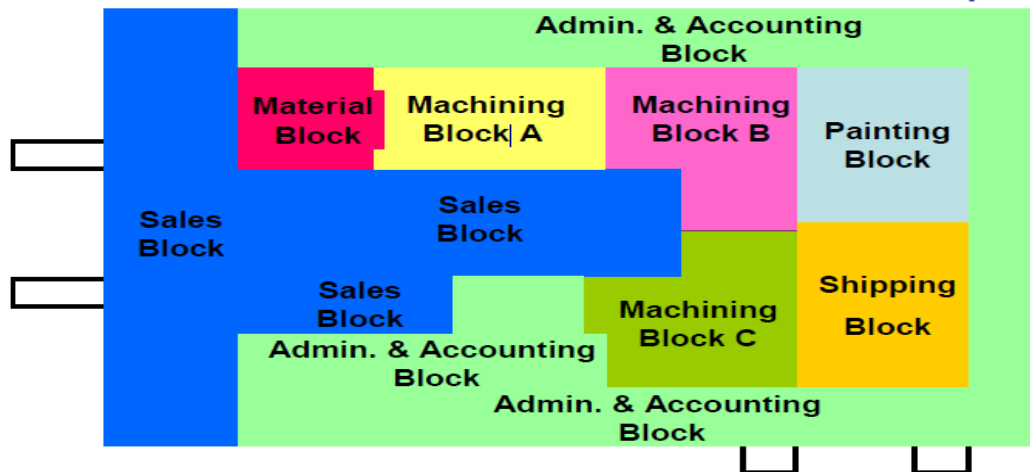 Admin. & Accounting
Block
Material
Block
Machining
Block A
Machining
Block B
Painting
Block
Sales
Block
Sales
Block
Sales
Block
Machining
Block C
Shipping
Block
Admin. & Accounting
Block
Admin. & Accounting
Block